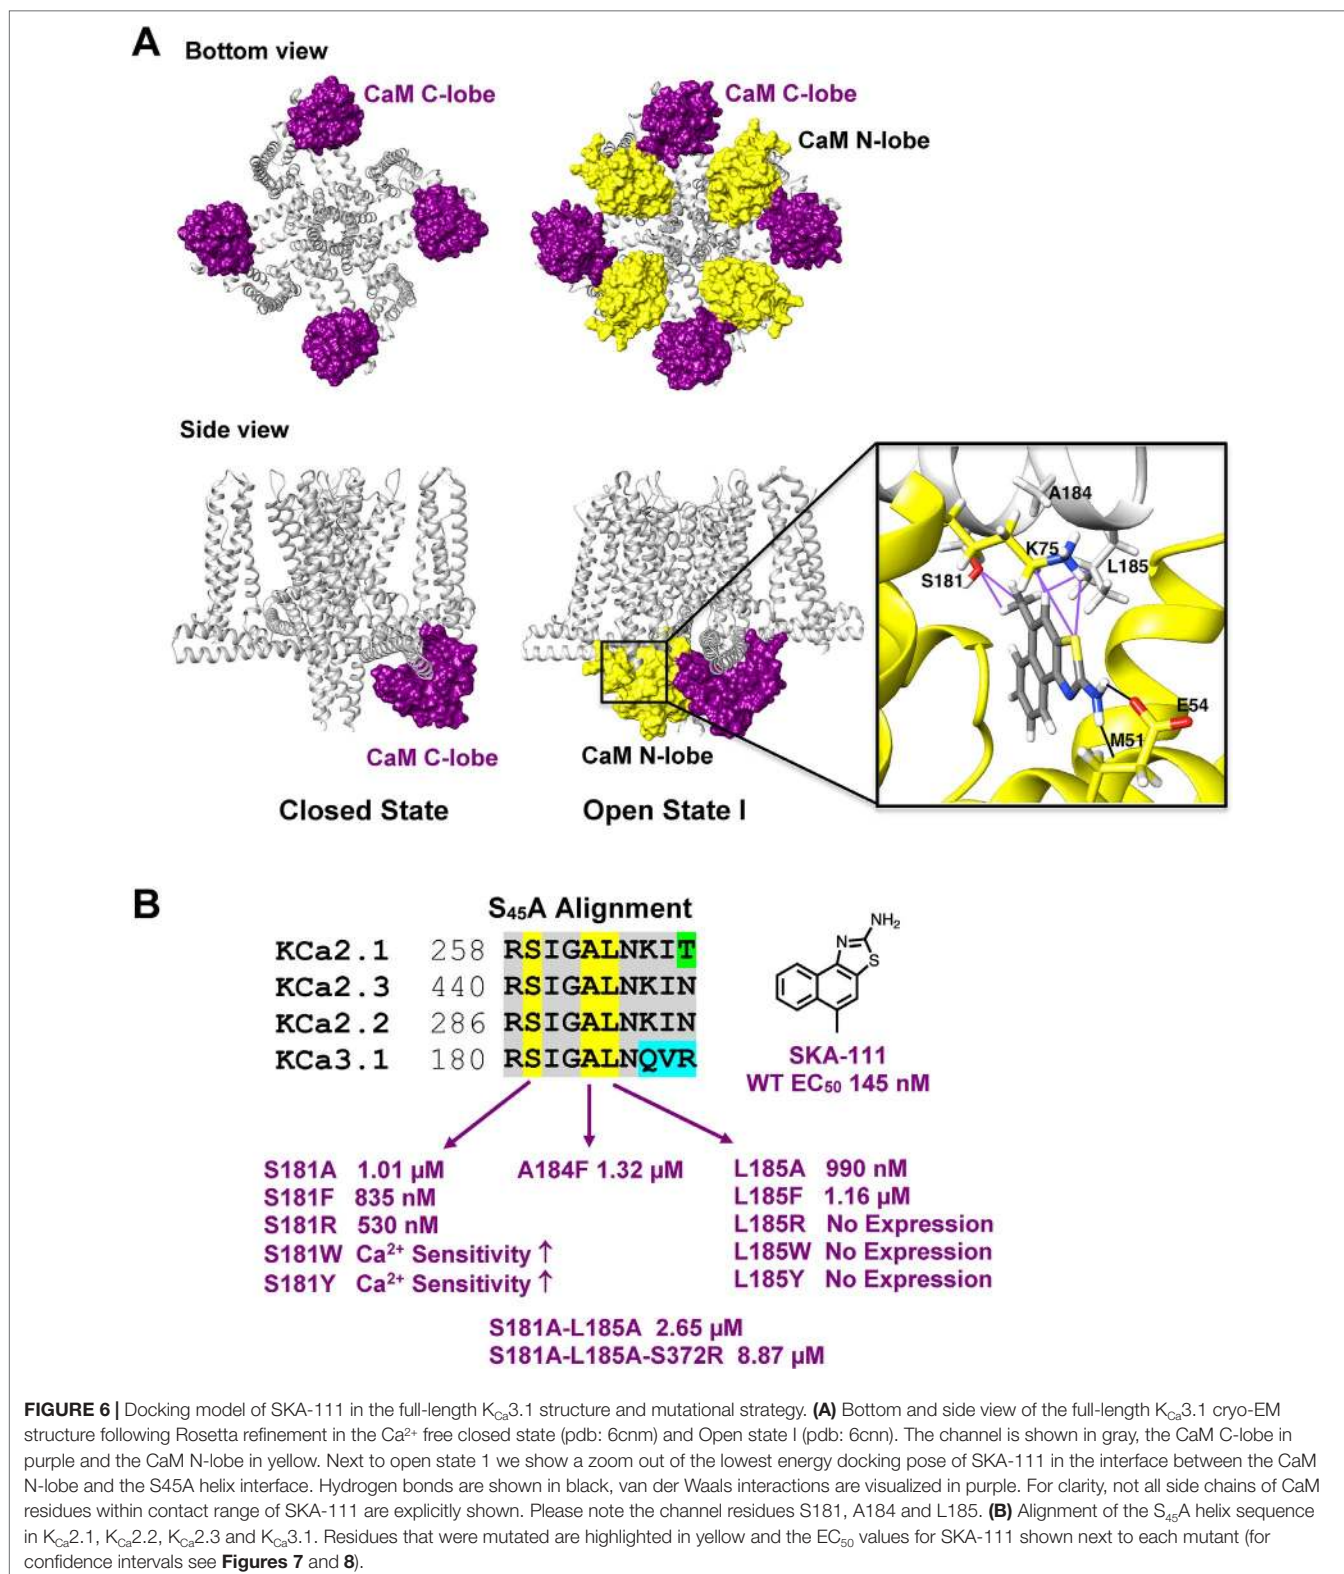 A
Bottom view
CaM C-lobe
CaM C-lobe
CaM N-lobe
Side view
A184
K75
S181
L185
E54
M51
CaM C-lobe
CaM N-lobe
Closed State
Open State I
B
S₄₅A Alignment
KCa2.1 258 RSIGALNKIT
KCa2.3 440 RSIGALNKIN
KCa2.2 286 RSIGALNKIN
KCa3.1 180 RSIGALNQVR
NH₂
N
S
SKA-111
WT EC₅₀ 145 nM
S181A 1.01 µM
S181F 835 nM
S181R 530 nM
S181W Ca²⁺ Sensitivity ↑
S181Y Ca²⁺ Sensitivity ↑
A184F 1.32 µM
L185A 990 nM
L185F 1.16 µM
L185R No Expression
L185W No Expression
L185Y No Expression
S181A-L185A 2.65 µM
S181A-L185A-S372R 8.87 µM
FIGURE 6 | Docking model of SKA-111 in the full-length K_Ca3.1 structure and mutational strategy. (A) Bottom and side view of the full-length K_Ca3.1 cryo-EM
structure following Rosetta refinement in the Ca²⁺ free closed state (pdb: 6cnm) and Open state I (pdb: 6cnn). The channel is shown in gray, the CaM C-lobe in
purple and the CaM N-lobe in yellow. Next to open state 1 we show a zoom out of the lowest energy docking pose of SKA-111 in the interface between the CaM
N-lobe and the S45A helix interface. Hydrogen bonds are shown in black, van der Waals interactions are visualized in purple. For clarity, not all side chains of CaM
residues within contact range of SKA-111 are explicitly shown. Please note the channel residues S181, A184 and L185. (B) Alignment of the S₄₅A helix sequence
in K_Ca2.1, K_Ca2.2, K_Ca2.3 and K_Ca3.1. Residues that were mutated are highlighted in yellow and the EC₅₀ values for SKA-111 shown next to each mutant (for
confidence intervals see Figures 7 and 8).